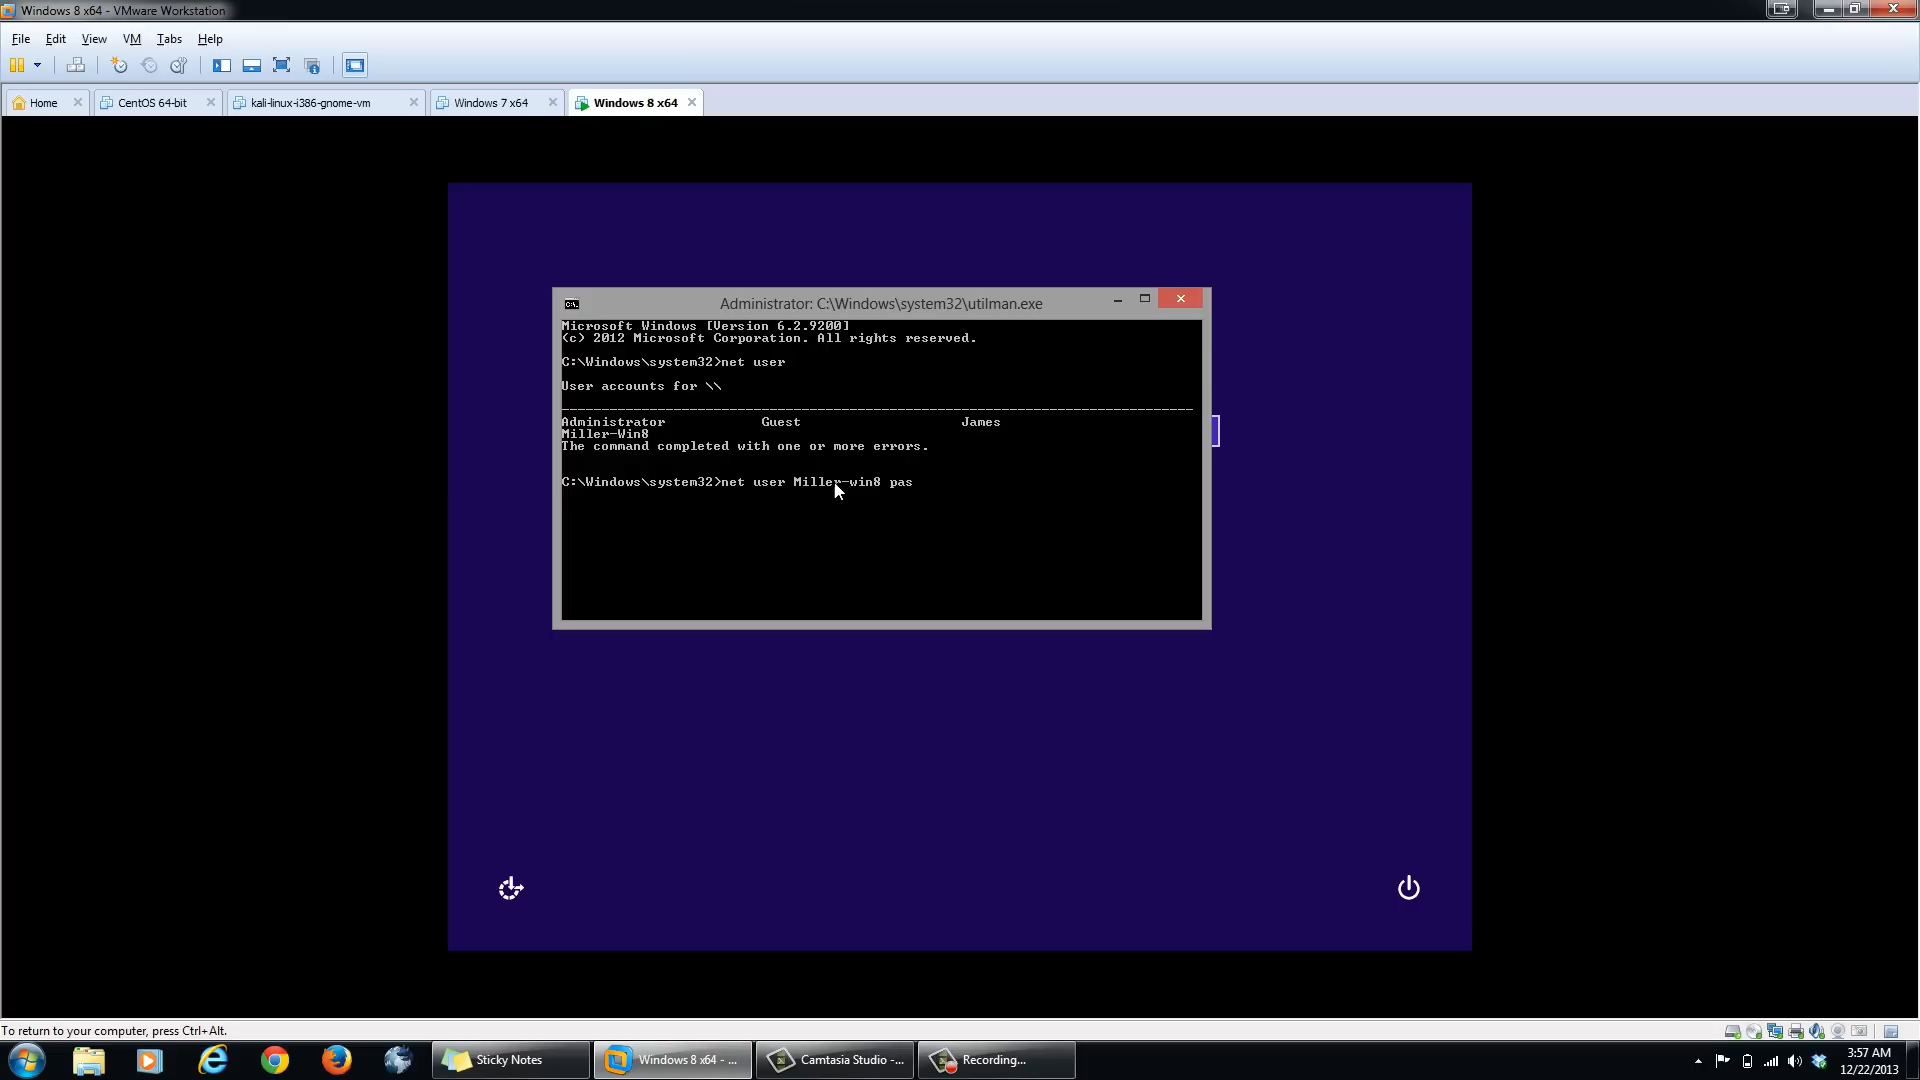 Windows 8 x64 - VMware Workstation
File Edit View VM Tabs Help
Home CentOS 64-bit kali-linux-i386-gnome-vm Windows 7 x64 Windows 8 x64
Administrator: C:\Windows\system32\utilman.exe
Microsoft Windows [Version 6.2.9200]
(c) 2012 Microsoft Corporation. All rights reserved.
C:\Windows\system32>net user
User accounts for \\
Administrator Guest James
Miller-Win8
The command completed with one or more errors.
C:\Windows\system32>net user Miller-win8 pas
To return to your computer, press Ctrl+Alt.
Sticky Notes Windows 8 x64 - ... Camtasia Studio -... Recording...
3:57 AM
12/22/2013